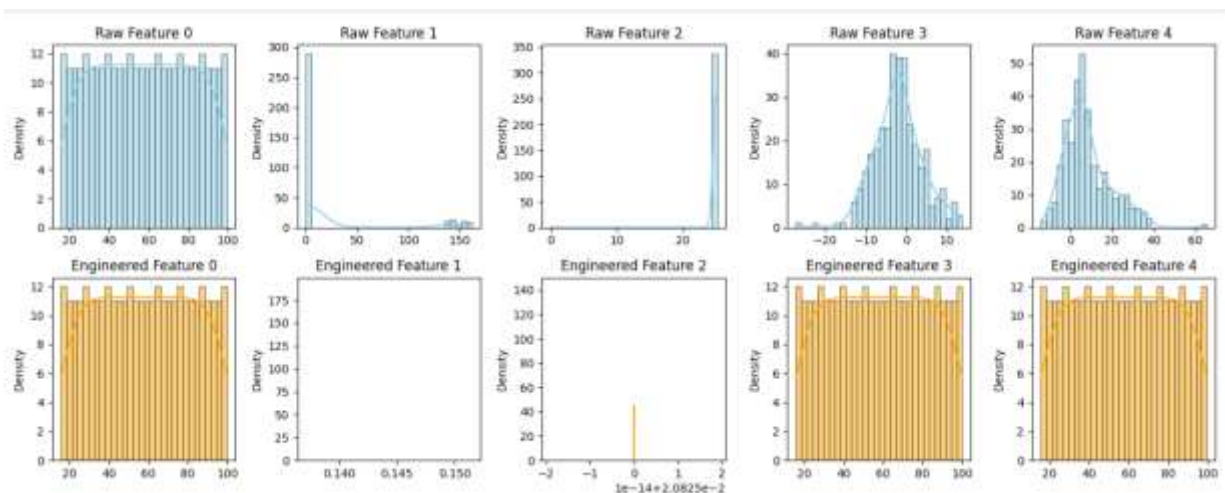 Raw Feature 0 Raw Feature 1 Raw Feature 2 Raw Feature 3 Raw Feature 4
Density Density Density Density Density
12 10 8 6 4 2 0
300 250 200 150 100 50 0
350 300 250 200 150 100 50 0
40 30 20 10 0
50 40 30 20 10 0
20 40 60 80 100
0 50 100 150
0 10 20
−20 −10 0 10
0 20 40 60
Engineered Feature 0 Engineered Feature 1 Engineered Feature 2 Engineered Feature 3 Engineered Feature 4
Density Density Density Density Density
12 10 8 6 4 2 0
175 150 125 100 75 50 25 0
140 120 100 80 60 40 20 0
12 10 8 6 4 2 0
12 10 8 6 4 2 0
20 40 60 80 100
0.140 0.145 0.150
−2 −1 0 1 2
20 40 60 80 100
20 40 60 80 100
1e−14+2.0825e−2